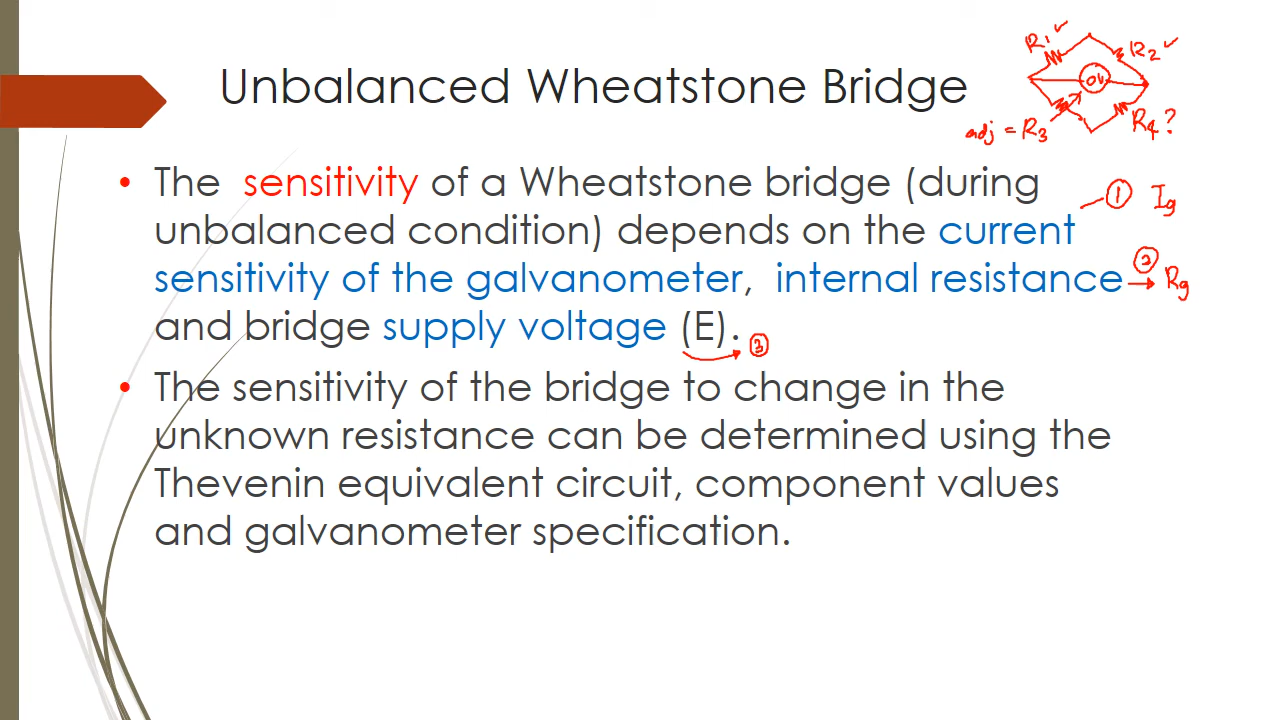 Unbalanced Wheatstone Bridge
R1 ✓
R2 ✓
0V
adj = R3
R4 ?
• The sensitivity of a Wheatstone bridge (during
unbalanced condition) depends on the current
sensitivity of the galvanometer, internal resistance
and bridge supply voltage (E).
① Ig
② Rg
③
• The sensitivity of the bridge to change in the
unknown resistance can be determined using the
Thevenin equivalent circuit, component values
and galvanometer specification.